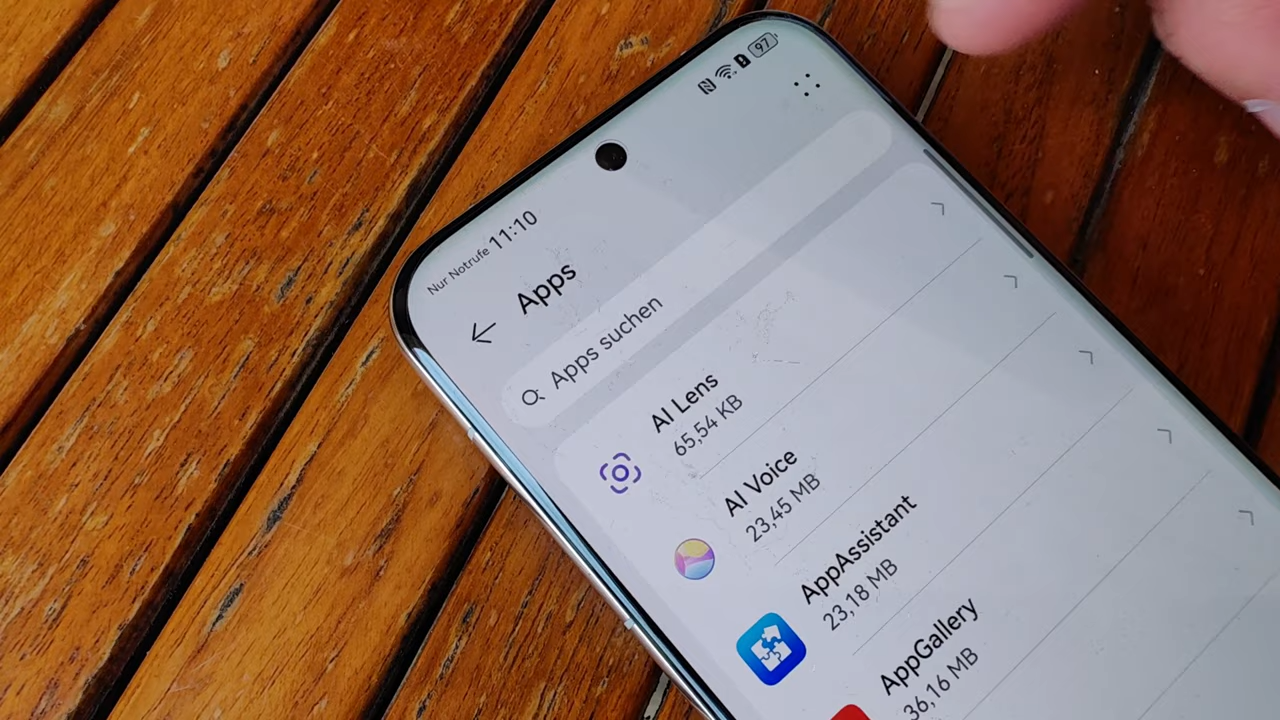 Nur Notrufe 11:10 97
Apps
Apps suchen
AI Lens
65,54 KB
AI Voice
23,45 MB
AppAssistant
23,18 MB
AppGallery
36,16 MB